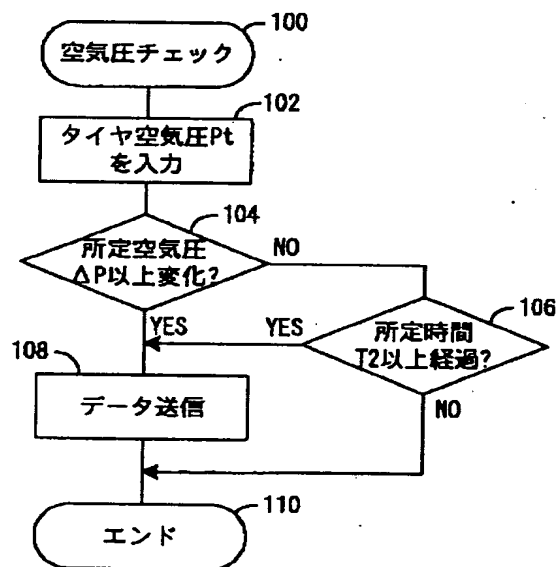 100
空気圧チェック
102
タイヤ空気圧Pt
を入力
104
所定空気圧
ΔP以上変化?
NO
YES
106
所定時間
T2以上経過?
YES
NO
108
データ送信
110
エンド